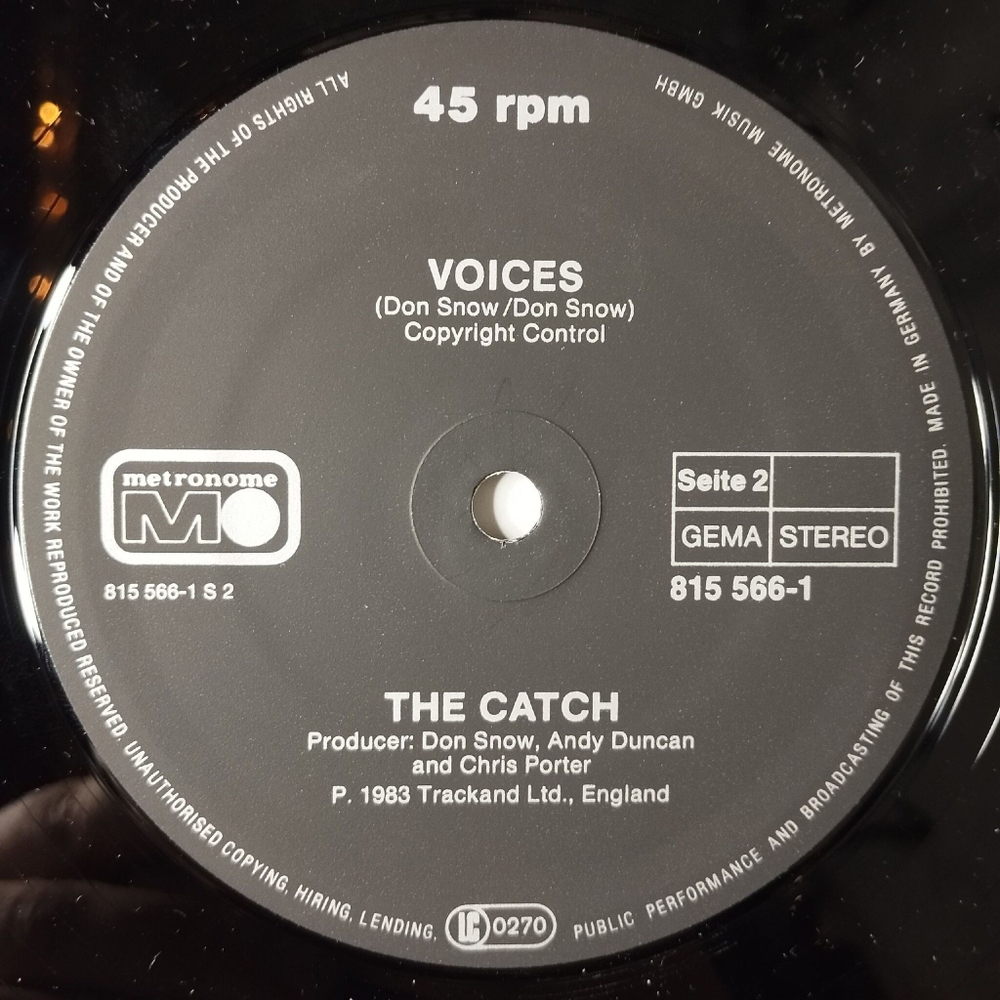 45 rpm
VOICES
(Don Snow/Don Snow)
Copyright Control
metronome
MO
815 566-1 S 2
Seite 2
GEMA STEREO
815 566-1
THE CATCH
Producer: Don Snow, Andy Duncan
and Chris Porter
P. 1983 Trackand Ltd., England
ALL RIGHTS OF THE PRODUCER AND OF THE OWNER OF THE WORK REPRODUCED RESERVED. UNAUTHORISED COPYING, HIRING, LENDING, LC 0270 PUBLIC PERFORMANCE AND BROADCASTING OF THIS RECORD PROHIBITED. MADE IN GERMANY BY METRONOME MUSIK GMBH